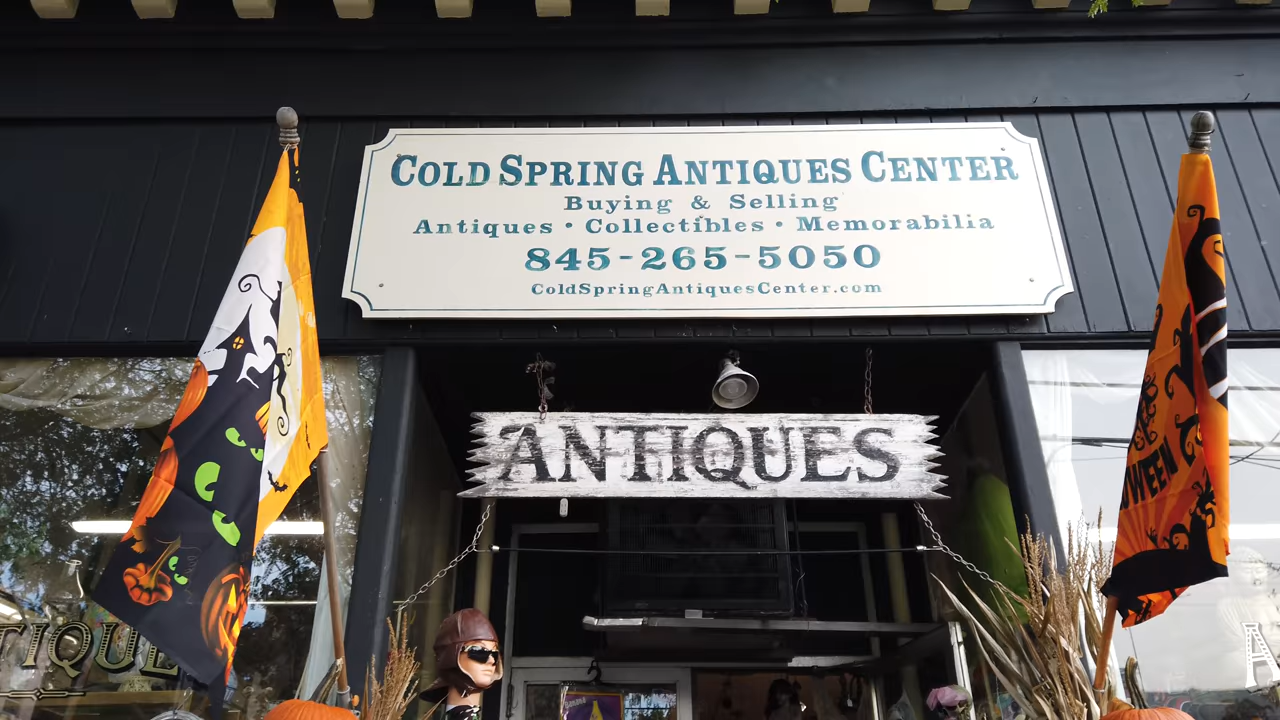 COLD SPRING ANTIQUES CENTER
Buying & Selling
Antiques • Collectibles • Memorabilia
845-265-5050
ColdSpringAntiquesCenter.com
ANTIQUES